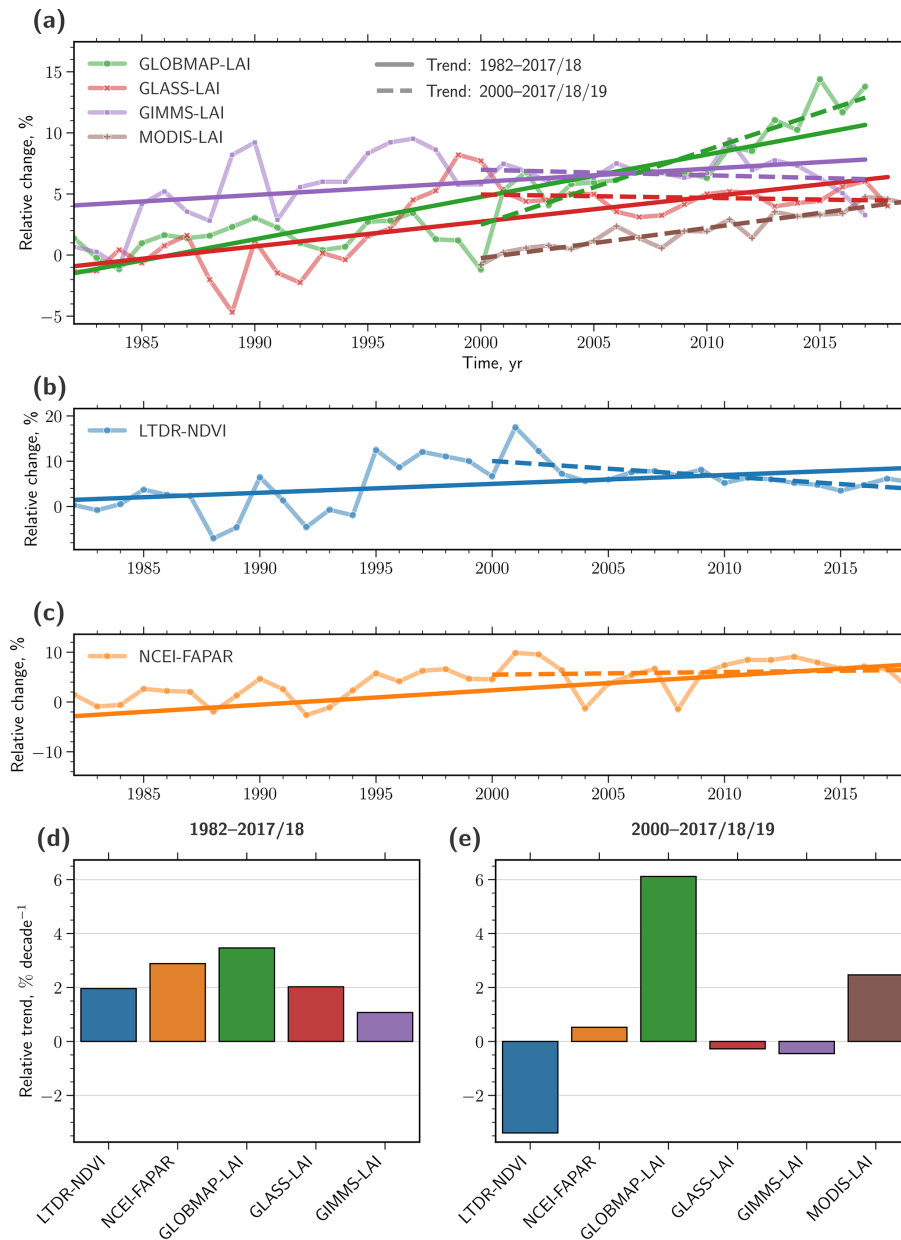 (a)
GLOBMAP-LAI
GLASS-LAI
GIMMS-LAI
MODIS-LAI
Trend: 1982–2017/18
Trend: 2000–2017/18/19
Relative change, %
15
10
5
0
−5
1985 1990 1995 2000 2005 2010 2015
Time, yr
(b)
LTDR-NDVI
Relative change, %
20
10
0
1985 1990 1995 2000 2005 2010 2015
(c)
NCEI-FAPAR
Relative change, %
10
0
−10
1985 1990 1995 2000 2005 2010 2015
(d)
1982–2017/18
Relative trend, % decade⁻¹
6
4
2
0
−2
LTDR-NDVI
NCEI-FAPAR
GLOBMAP-LAI
GLASS-LAI
GIMMS-LAI
(e)
2000–2017/18/19
6
4
2
0
−2
LTDR-NDVI
NCEI-FAPAR
GLOBMAP-LAI
GLASS-LAI
GIMMS-LAI
MODIS-LAI